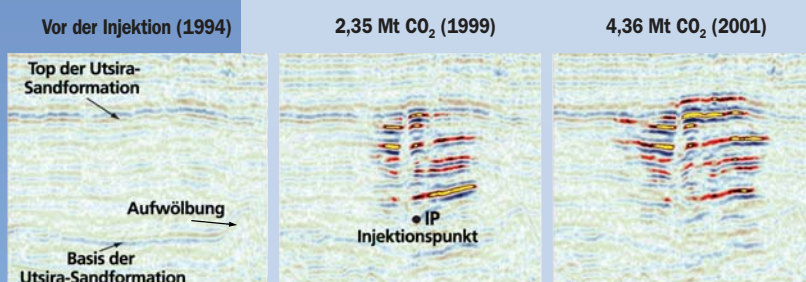 Vor der Injektion (1994)
2,35 Mt CO₂ (1999)
4,36 Mt CO₂ (2001)
Top der Utsira-
Sandformation
Aufwölbung
Basis der
Utsira-Sandformation
IP
Injektionspunkt